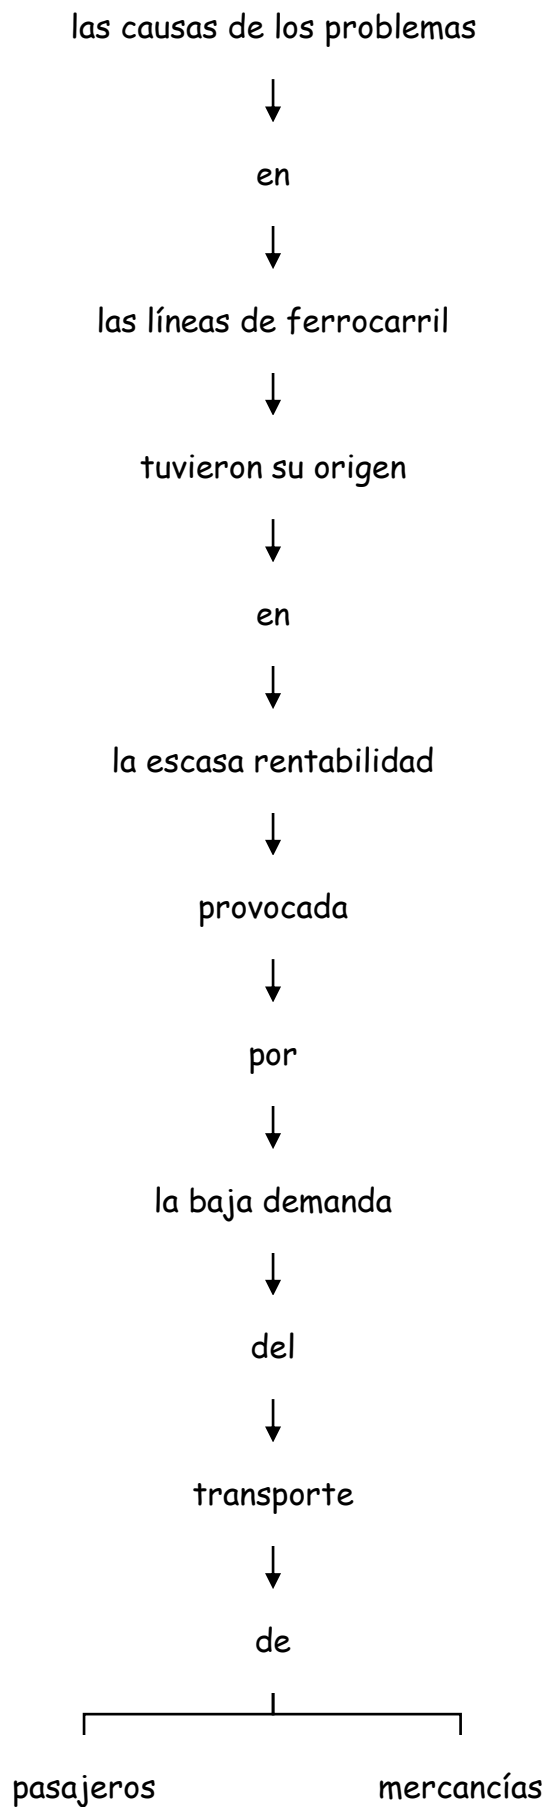 las causas de los problemas
en
las líneas de ferrocarril
tuvieron su origen
en
la escasa rentabilidad
provocada
por
la baja demanda
del
transporte
de
pasajeros mercancías